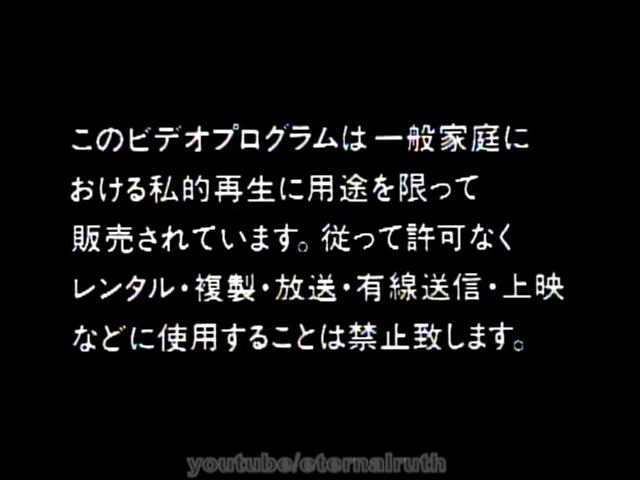 このビデオプログラムは一般家庭に
おける私的再生に用途を限って
販売されています。従って許可なく
レンタル・複製・放送・有線送信・上映
などに使用することは禁止致します。
youtube/eternalruth